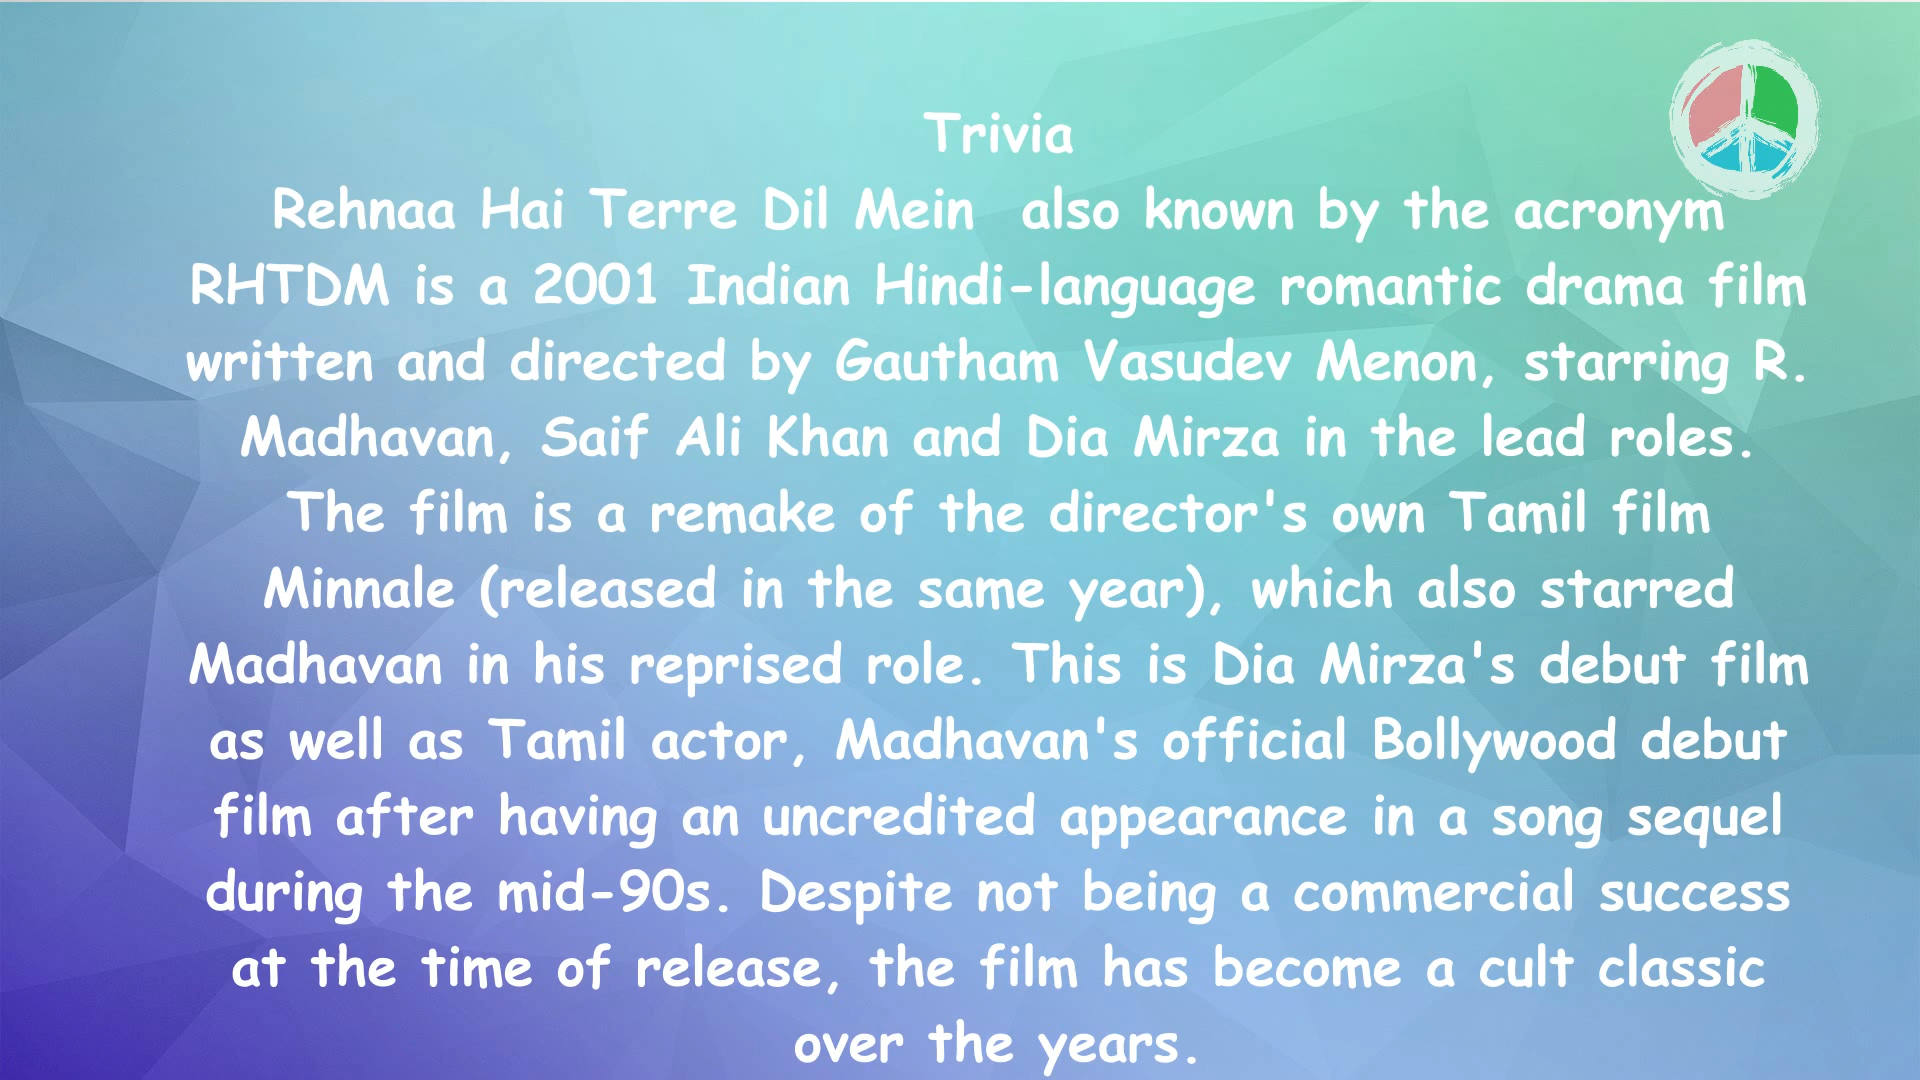 Trivia
Rehnaa Hai Terre Dil Mein also known by the acronym
RHTDM is a 2001 Indian Hindi-language romantic drama film
written and directed by Gautham Vasudev Menon, starring R.
Madhavan, Saif Ali Khan and Dia Mirza in the lead roles.
The film is a remake of the director's own Tamil film
Minnale (released in the same year), which also starred
Madhavan in his reprised role. This is Dia Mirza's debut film
as well as Tamil actor, Madhavan's official Bollywood debut
film after having an uncredited appearance in a song sequel
during the mid-90s. Despite not being a commercial success
at the time of release, the film has become a cult classic
over the years.